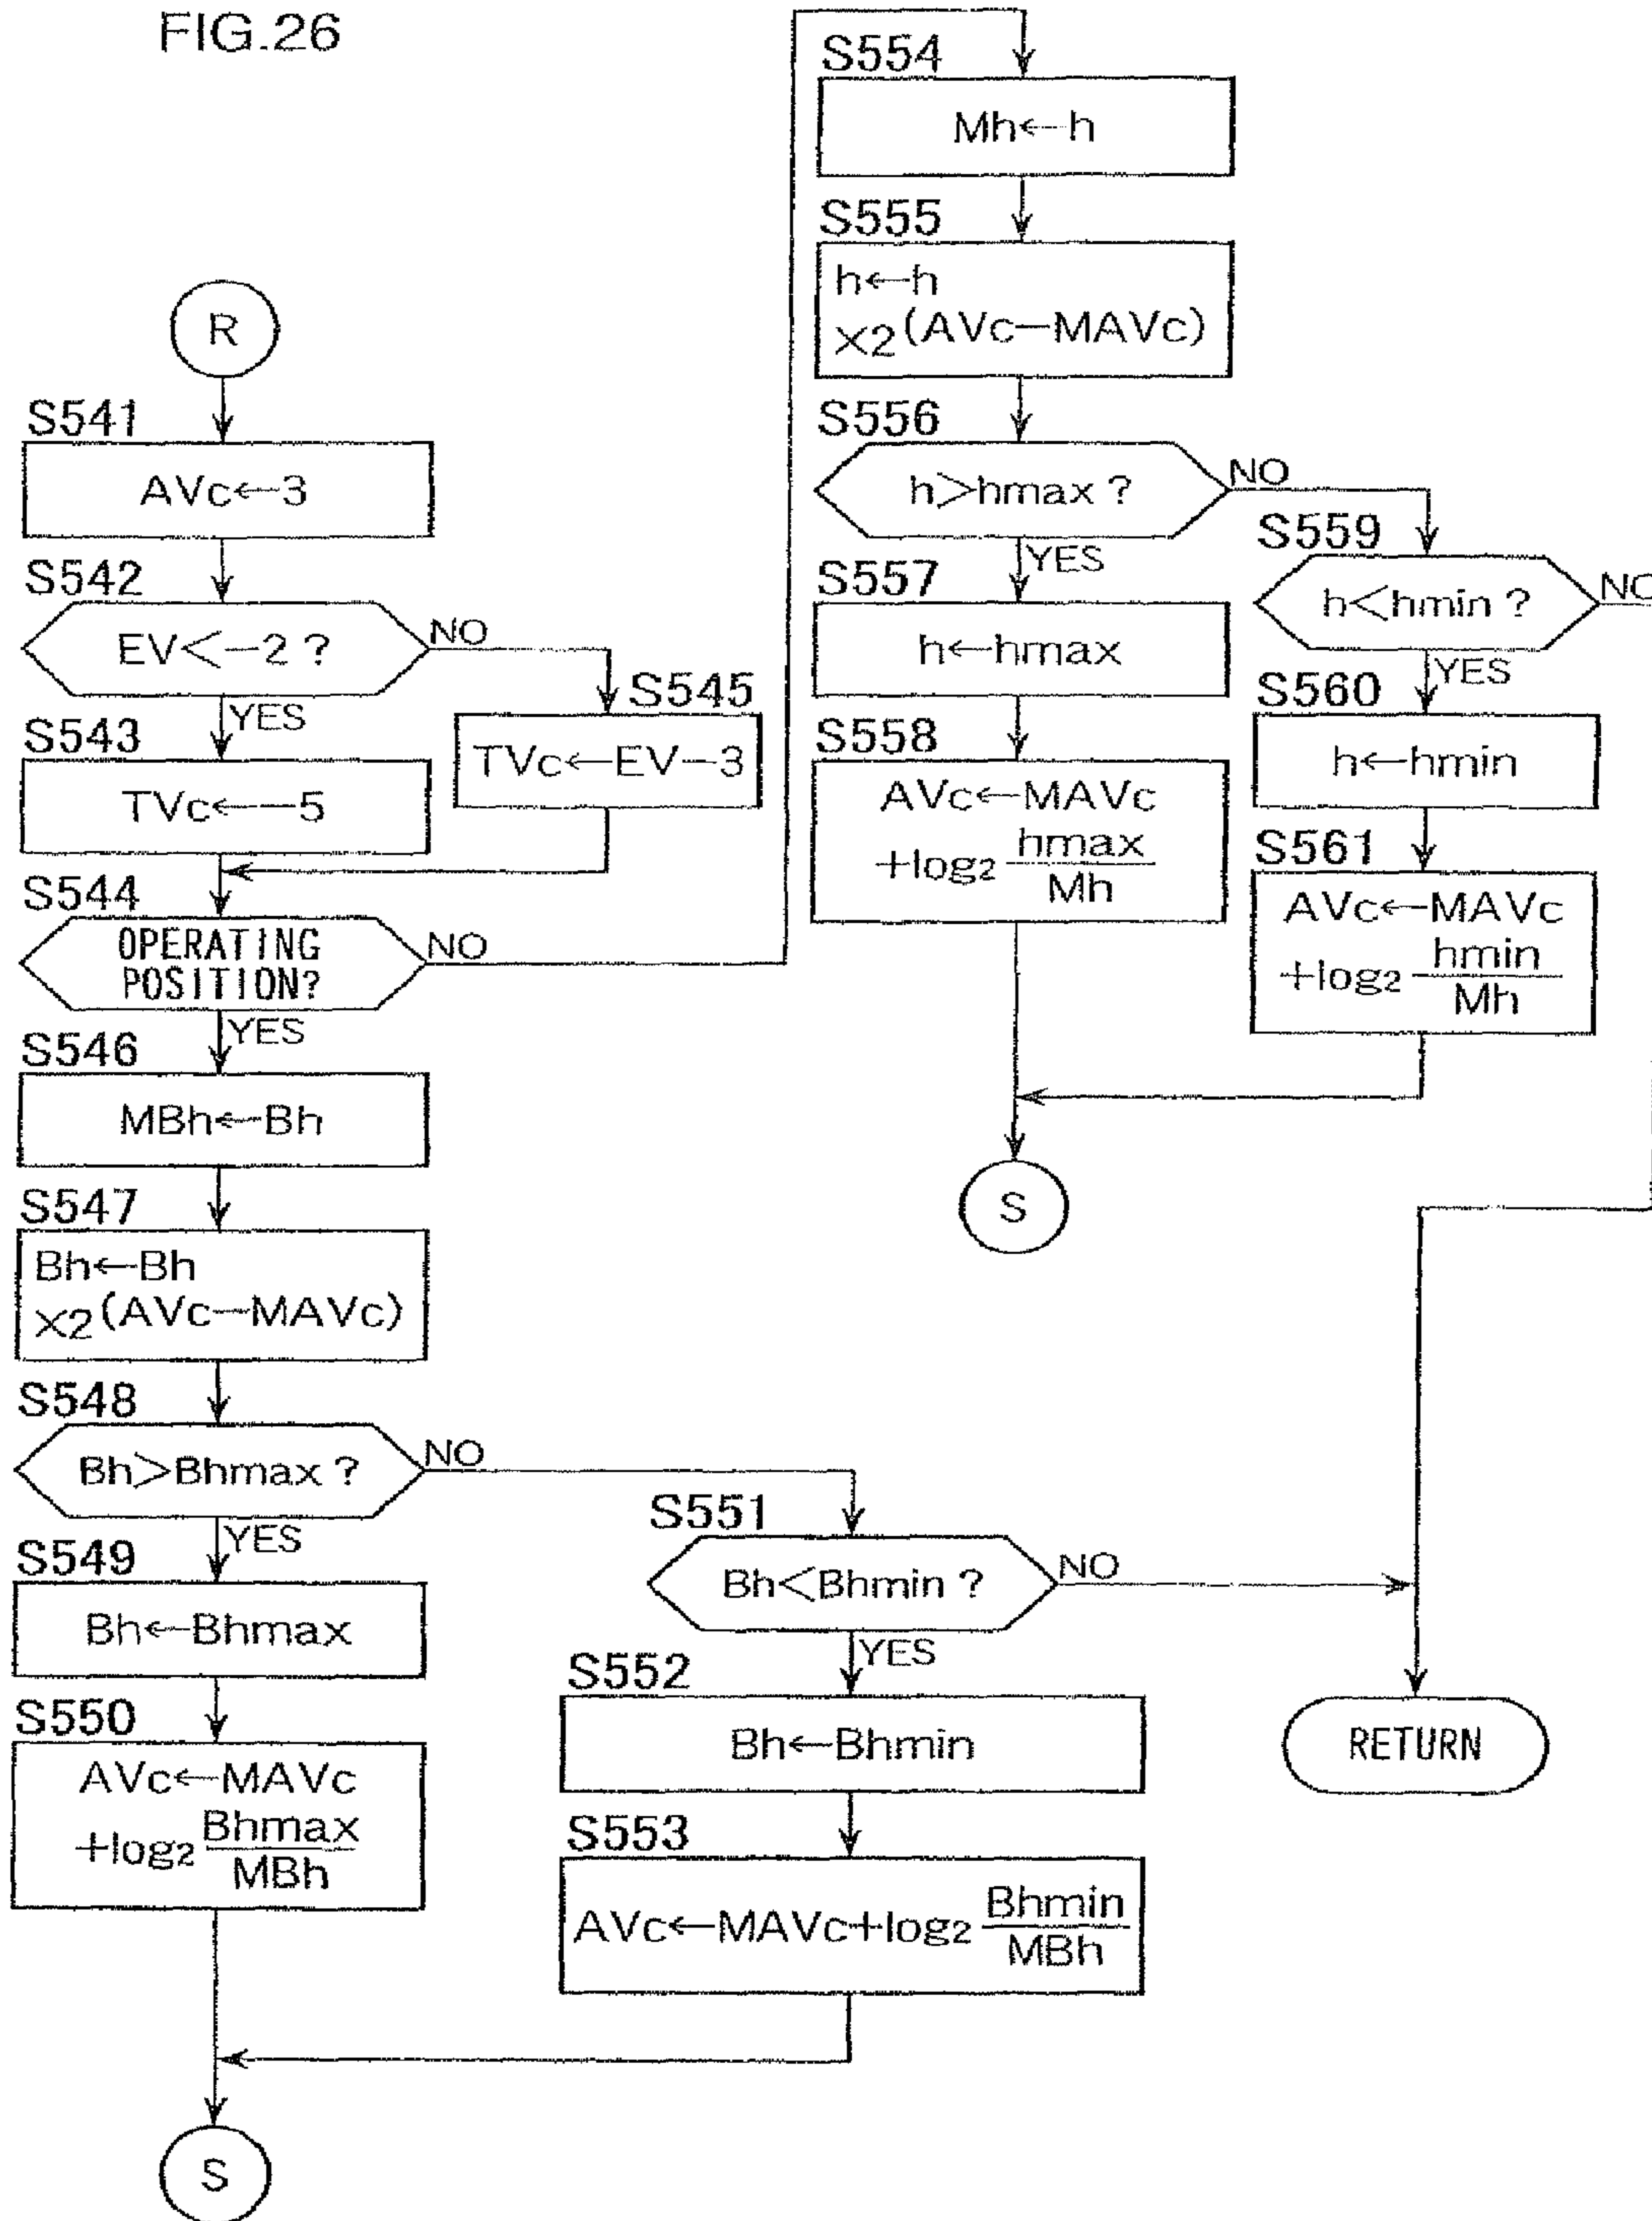 FIG.26
R
S541
AVc←3
S542
EV<-2 ?
NO
YES
S543
TVc←-5
S545
TVc←EV-3
S544
OPERATING
POSITION?
NO
YES
S546
MBh←Bh
S547
Bh←Bh
×2(AVc-MAVc)
S548
Bh>Bhmax ?
NO
YES
S549
Bh←Bhmax
S550
AVc←MAVc
+log2 Bhmax
MBh
S
S551
Bh<Bhmin ?
NO
YES
S552
Bh←Bhmin
S553
AVc←MAVc+log2 Bhmin
MBh
S554
Mh←h
S555
h←h
×2(AVc-MAVc)
S556
h>hmax ?
NO
YES
S557
h←hmax
S558
AVc←MAVc
+log2 hmax
Mh
S
S559
h<hmin ?
NO
YES
S560
h←hmin
S561
AVc←MAVc
+log2 hmin
Mh
RETURN